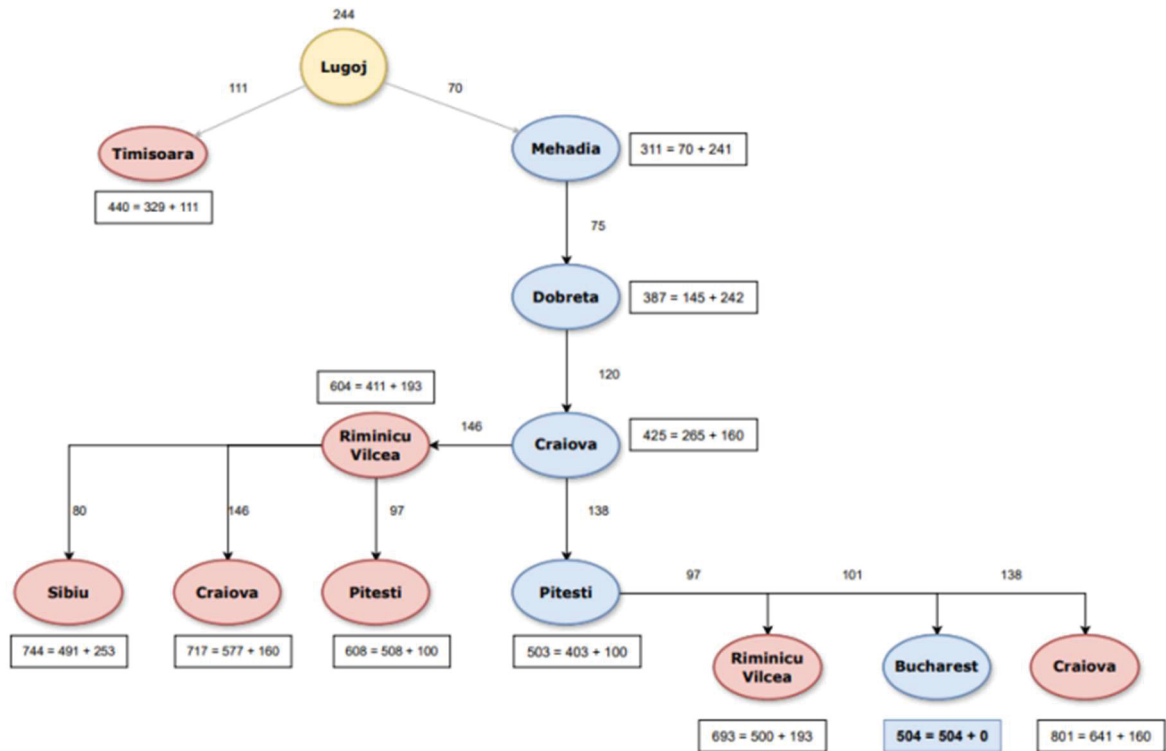 244
Lugoj
111
70
Timisoara
440 = 329 + 111
Mehadia
311 = 70 + 241
75
Dobreta
387 = 145 + 242
120
604 = 411 + 193
Riminicu
Vilcea
146
Craiova
425 = 265 + 160
80
146
97
138
Sibiu
744 = 491 + 253
Craiova
717 = 577 + 160
Pitesti
608 = 508 + 100
Pitesti
503 = 403 + 100
97
101
138
Riminicu
Vilcea
693 = 500 + 193
Bucharest
504 = 504 + 0
Craiova
801 = 641 + 160